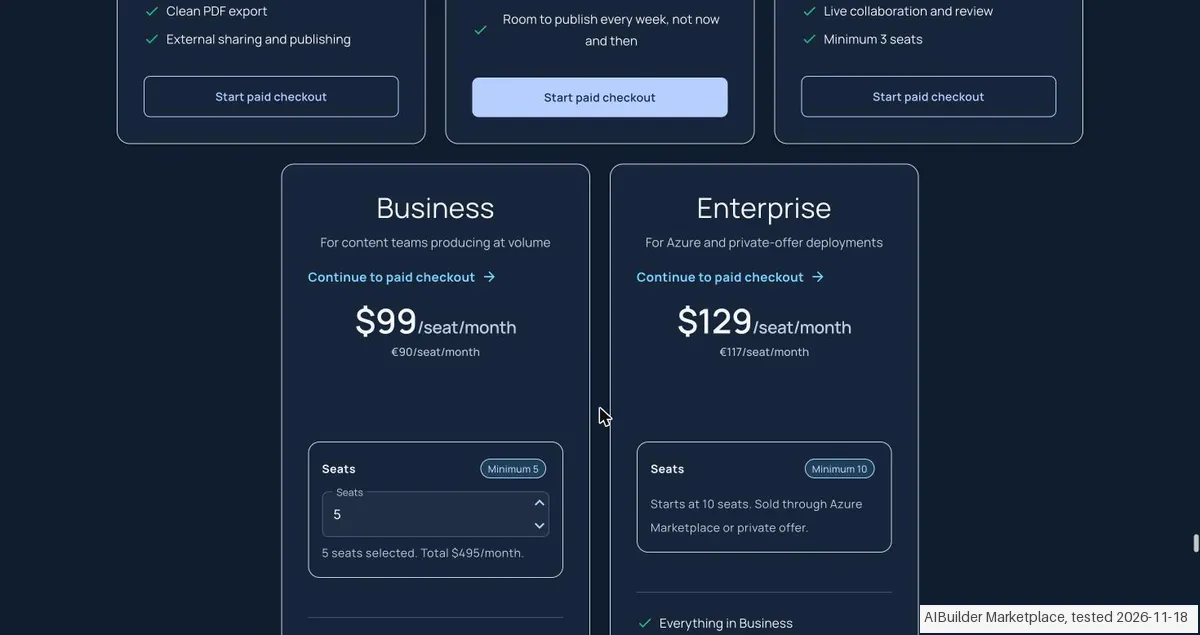 Clean PDF export
External sharing and publishing
Start paid checkout
Room to publish every week, not now
and then
Start paid checkout
Live collaboration and review
Minimum 3 seats
Start paid checkout
Business
For content teams producing at volume
Continue to paid checkout →
$99/seat/month
€90/seat/month
Seats
Minimum 5
Seats
5
5 seats selected. Total $495/month.
Enterprise
For Azure and private-offer deployments
Continue to paid checkout →
$129/seat/month
€117/seat/month
Seats
Minimum 10
Starts at 10 seats. Sold through Azure
Marketplace or private offer.
Everything in Business
AIBuilder Marketplace, tested 2026-11-18